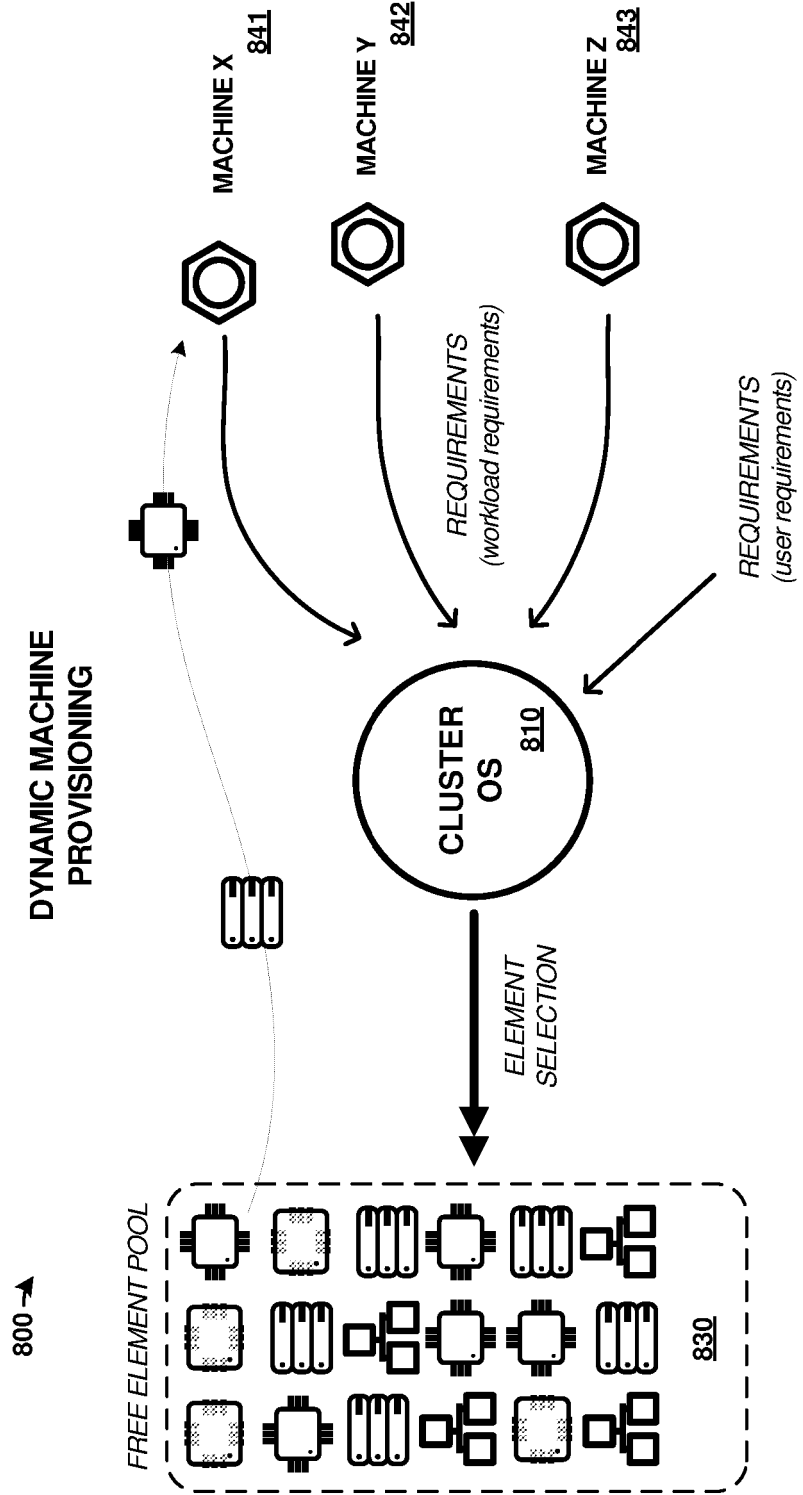 800
DYNAMIC MACHINE
PROVISIONING
FREE ELEMENT POOL
830
ELEMENT
SELECTION
CLUSTER
OS
810
MACHINE X
841
MACHINE Y
842
REQUIREMENTS
(workload requirements)
MACHINE Z
843
REQUIREMENTS
(user requirements)